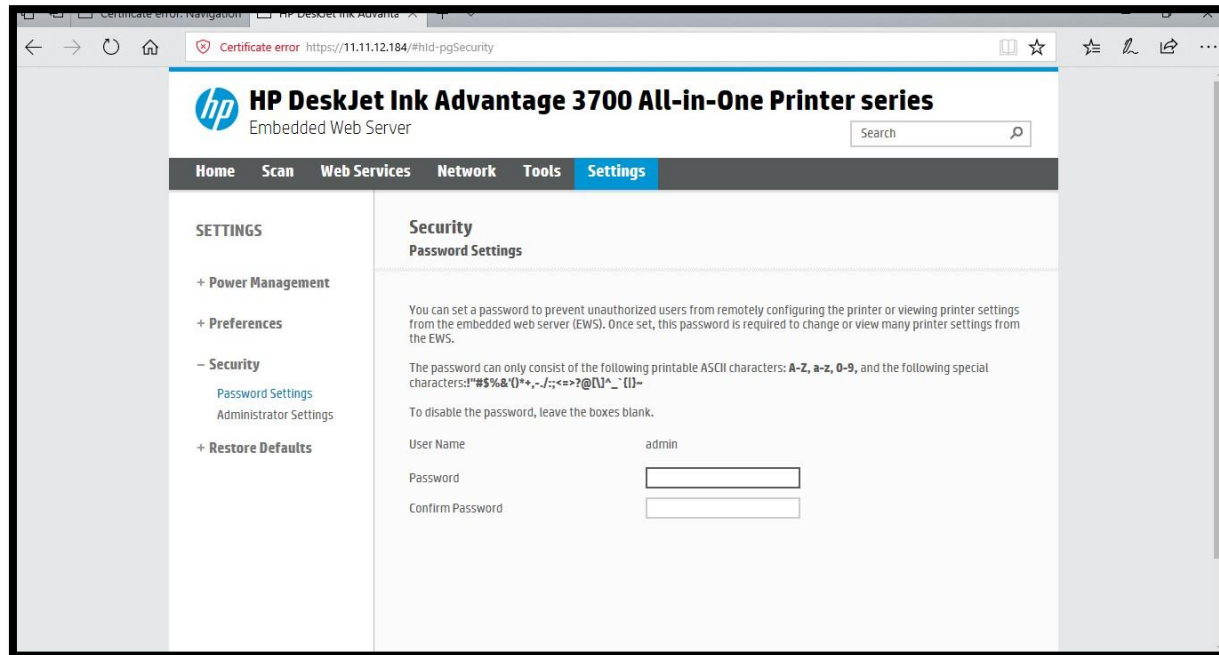 Certificate error: Navigation
HP DeskJet Ink Advanta
Certificate error https://11.11.12.184/#hId-pgSecurity
hp
HP DeskJet Ink Advantage 3700 All-in-One Printer series
Embedded Web Server
Search
Home Scan Web Services Network Tools Settings
SETTINGS
+ Power Management
+ Preferences
− Security
Password Settings
Administrator Settings
+ Restore Defaults
Security
Password Settings
You can set a password to prevent unauthorized users from remotely configuring the printer or viewing printer settings
from the embedded web server (EWS). Once set, this password is required to change or view many printer settings from
the EWS.
The password can only consist of the following printable ASCII characters: A-Z, a-z, 0-9, and the following special
characters:!"#$%&'()*+,-./:;<=>?@[\]^_`{|}~
To disable the password, leave the boxes blank.
User Name admin
Password
Confirm Password